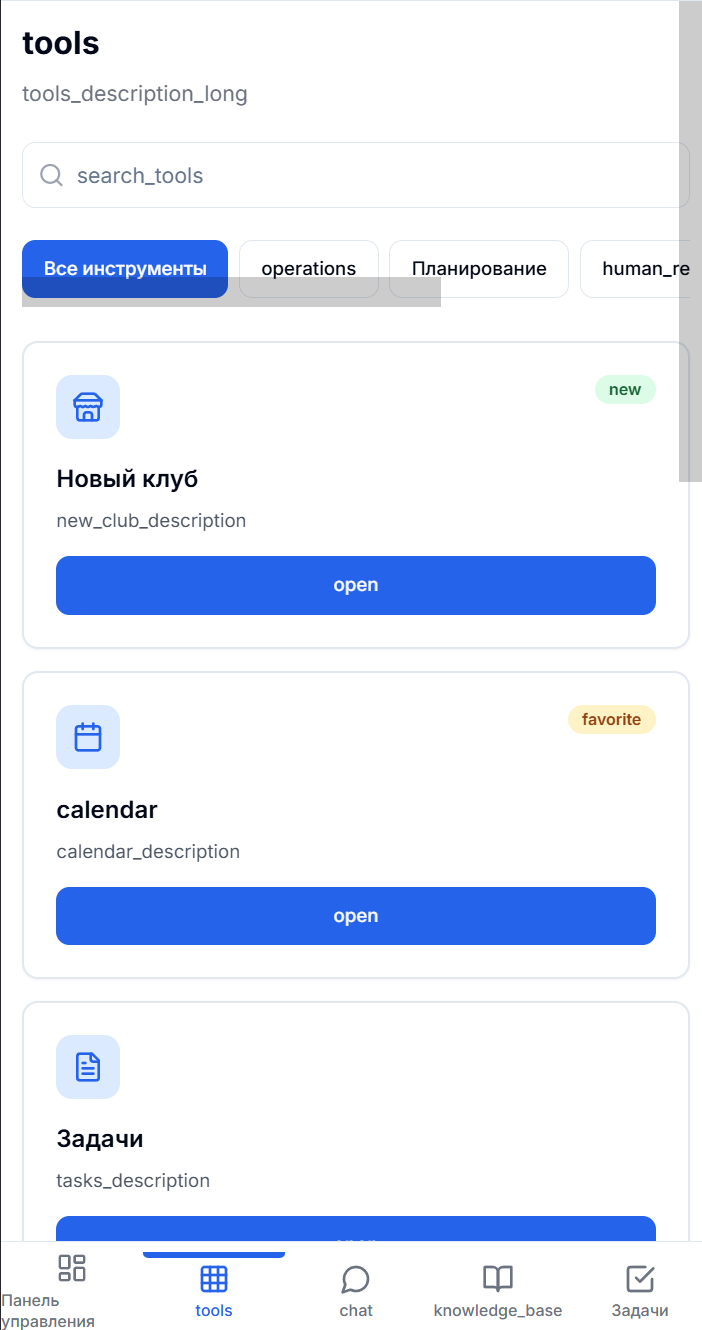 tools
tools_description_long
search_tools
Все инструменты operations Планирование human_re
new
Новый клуб
new_club_description
open
favorite
calendar
calendar_description
open
Задачи
tasks_description
Панель
управления
tools
chat
knowledge_base
Задачи